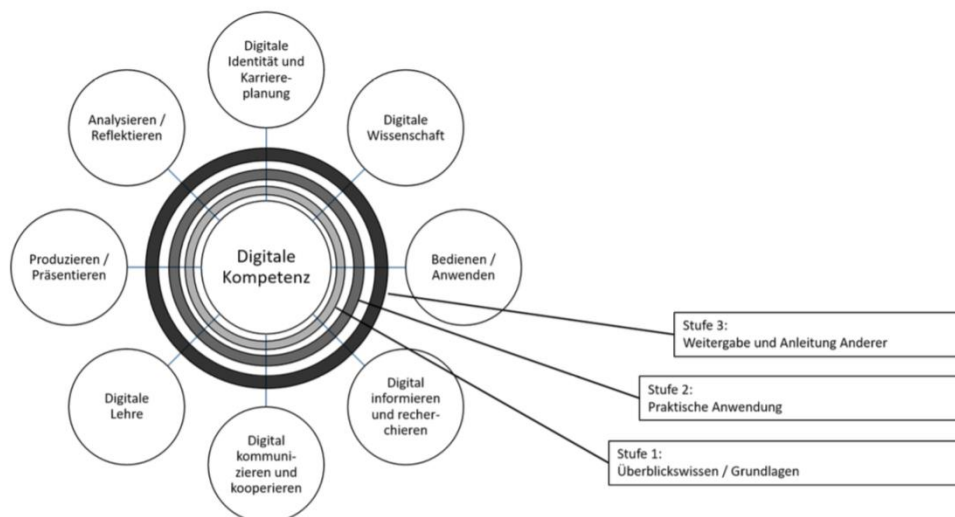 Digitale
Identität und
Karriere-
planung
Analysieren /
Reflektieren
Digitale
Wissenschaft
Produzieren /
Präsentieren
Digitale
Kompetenz
Bedienen /
Anwenden
Stufe 3:
Weitergabe und Anleitung Anderer
Stufe 2:
Praktische Anwendung
Digitale
Lehre
Digital
informieren
und recher-
chieren
Digital
kommuni-
zieren und
kooperieren
Stufe 1:
Überblickswissen / Grundlagen